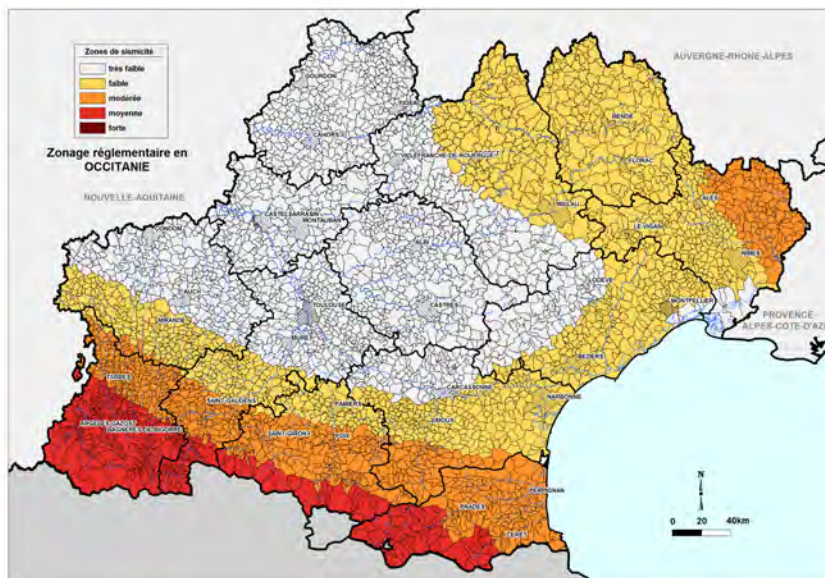 Zones de sismicité
très faible
faible
modérée
moyenne
forte
Zonage réglementaire en
OCCITANIE
AUVERGNE-RHONE-ALPES
NOUVELLE-AQUITAINE
PROVENCE-
ALPES-COTE-D'AZ
GOURDON
CAHORS
MENDE
FLORAC
VILLEFRANCHE-DE-ROUERGUE
ALES
MILLAU
LE VIGAN
NIMES
CASTELSARRASIN
MONTAUBAN
CONDOM
ALBI
AUCH
TOULOUSE
CASTRES
LODEVE
MONTPELLIER
MIRANDE
MURET
BEZIERS
CARCASSONNE
NARBONNE
TARBES
SAINT-GAUDENS
PAMIERS
LIMOUX
ARGELES-GAZOST
BAGNERES-DE-BIGORRE
SAINT-GIRONS
FOIX
PERPIGNAN
PRADES
CERET
N
0 20 40km